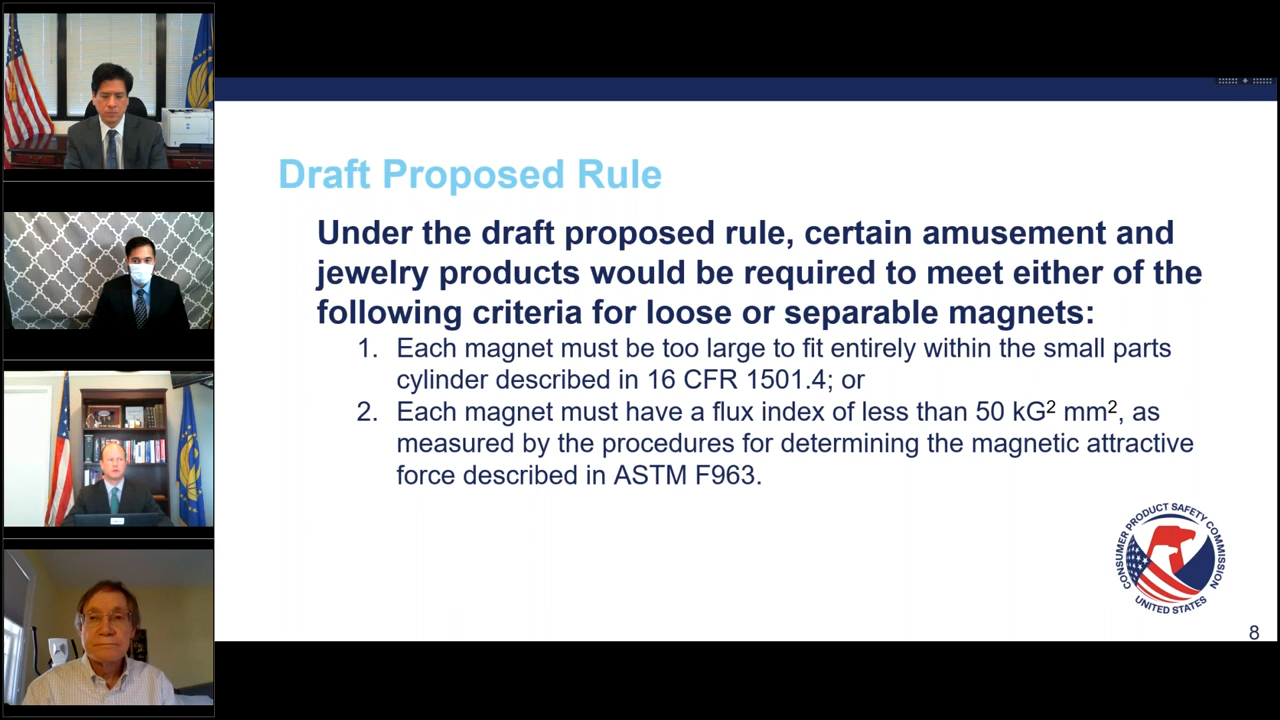 Draft Proposed Rule
Under the draft proposed rule, certain amusement and
jewelry products would be required to meet either of the
following criteria for loose or separable magnets:
1. Each magnet must be too large to fit entirely within the small parts
cylinder described in 16 CFR 1501.4; or
2. Each magnet must have a flux index of less than 50 kG² mm², as
measured by the procedures for determining the magnetic attractive
force described in ASTM F963.
CONSUMER PRODUCT SAFETY COMMISSION
UNITED STATES
8